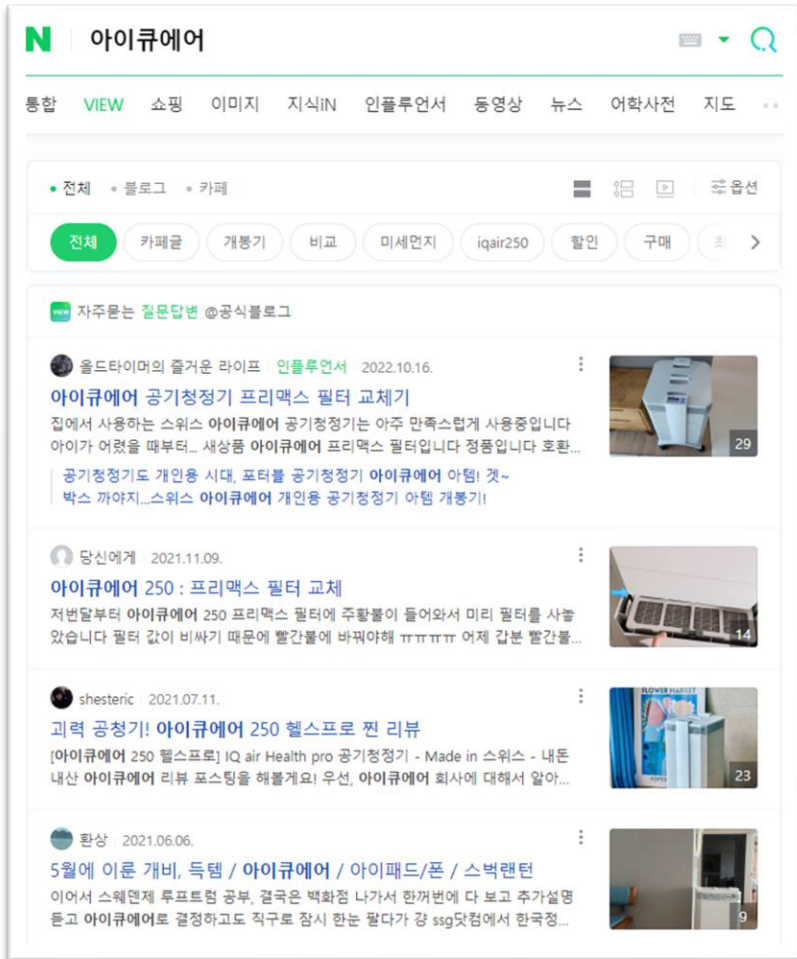 N 아이큐에어
통합 VIEW 쇼핑 이미지 지식iN 인플루언서 동영상 뉴스 어학사전 지도
전체 블로그 카페 옵션
전체 카페글 개봉기 비교 미세먼지 iqair250 할인 구매
VIEW 자주묻는 질문답변 @공식블로그
올드타이머의 즐거운 라이프 인플루언서 2022.10.16.
아이큐에어 공기청정기 프리맥스 필터 교체기
집에서 사용하는 스위스 아이큐에어 공기청정기는 아주 만족스럽게 사용중입니다
아이가 어렸을 때부터... 새상품 아이큐에어 프리맥스 필터입니다 정품입니다 호환...
29
공기청정기도 개인용 시대, 포터블 공기청정기 아이큐에어 아템! 겟~
박스 까야지...스위스 아이큐에어 개인용 공기청정기 아템 개봉기!
당신에게 2021.11.09.
아이큐에어 250 : 프리맥스 필터 교체
저번달부터 아이큐에어 250 프리맥스 필터에 주황불이 들어와서 미리 필터를 사놓
았습니다 필터 값이 비싸기 때문에 빨간불에 바꿔야해 ㅠㅠㅠㅠ 어제 갑분 빨간불...
14
shesteric 2021.07.11.
괴력 공청기! 아이큐에어 250 헬스프로 찐 리뷰
[아이큐에어 250 헬스프로] IQ air Health pro 공기청정기 - Made in 스위스 - 내돈
내산 아이큐에어 리뷰 포스팅을 해볼게요! 우선, 아이큐에어 회사에 대해서 알아...
FLOWER MARKET
23
환상 2021.06.06.
5월에 이룬 개비, 득템 / 아이큐에어 / 아이패드/폰 / 스벅랜턴
이어서 스웨덴제 루프트럼 공부, 결국은 백화점 나가서 한꺼번에 다 보고 추가설명
듣고 아이큐에어로 결정하고도 직구로 잠시 한눈 팔다가 걍 ssg닷컴에서 한국정...
9